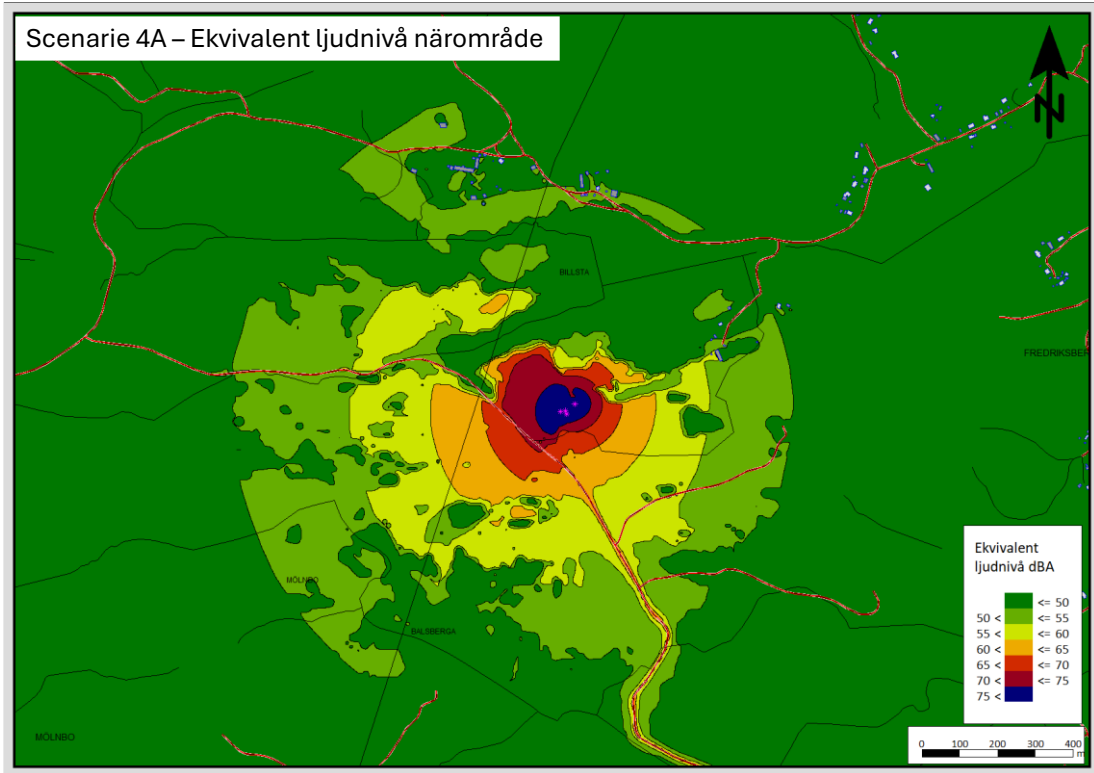 Scenarie 4A – Ekvivalent ljudnivå närområde
N
BILLSTA
FREDRIKSBER
MÖLNBO
BALSBERGA
MÖLNBO
Ekvivalent
ljudnivå dBA
<= 50
50 < <= 55
55 < <= 60
60 < <= 65
65 < <= 70
70 < <= 75
75 <
0 100 200 300 400
m